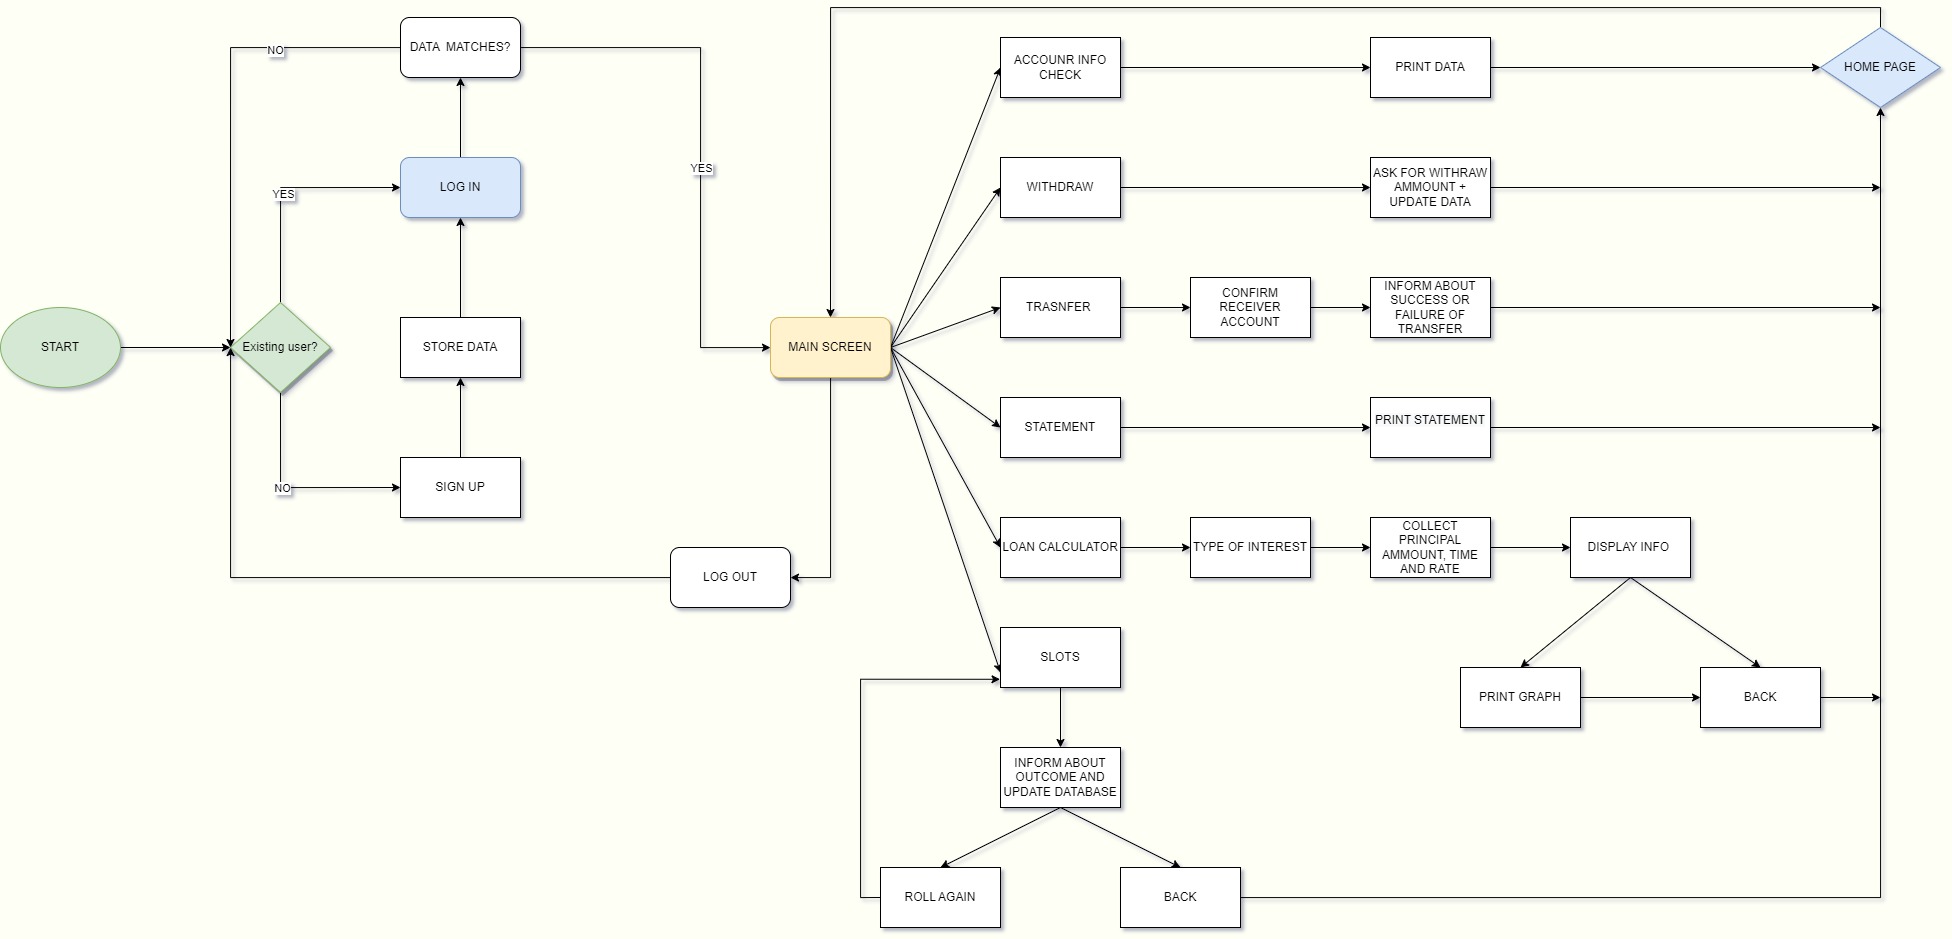 DATA  MATCHES?
NO
YES
LOG IN
YES
START
Existing user?
STORE DATA
NO
SIGN UP
LOG OUT
MAIN SCREEN
ACCOUNR INFO
CHECK
PRINT DATA
HOME PAGE
WITHDRAW
ASK FOR WITHRAW
AMMOUNT +
UPDATE DATA
TRASNFER
CONFIRM
RECEIVER
ACCOUNT
INFORM ABOUT
SUCCESS OR
FAILURE OF
TRANSFER
STATEMENT
PRINT STATEMENT
LOAN CALCULATOR
TYPE OF INTEREST
COLLECT
PRINCIPAL
AMMOUNT, TIME
AND RATE
DISPLAY INFO
PRINT GRAPH
BACK
SLOTS
INFORM ABOUT
OUTCOME AND
UPDATE DATABASE
ROLL AGAIN
BACK